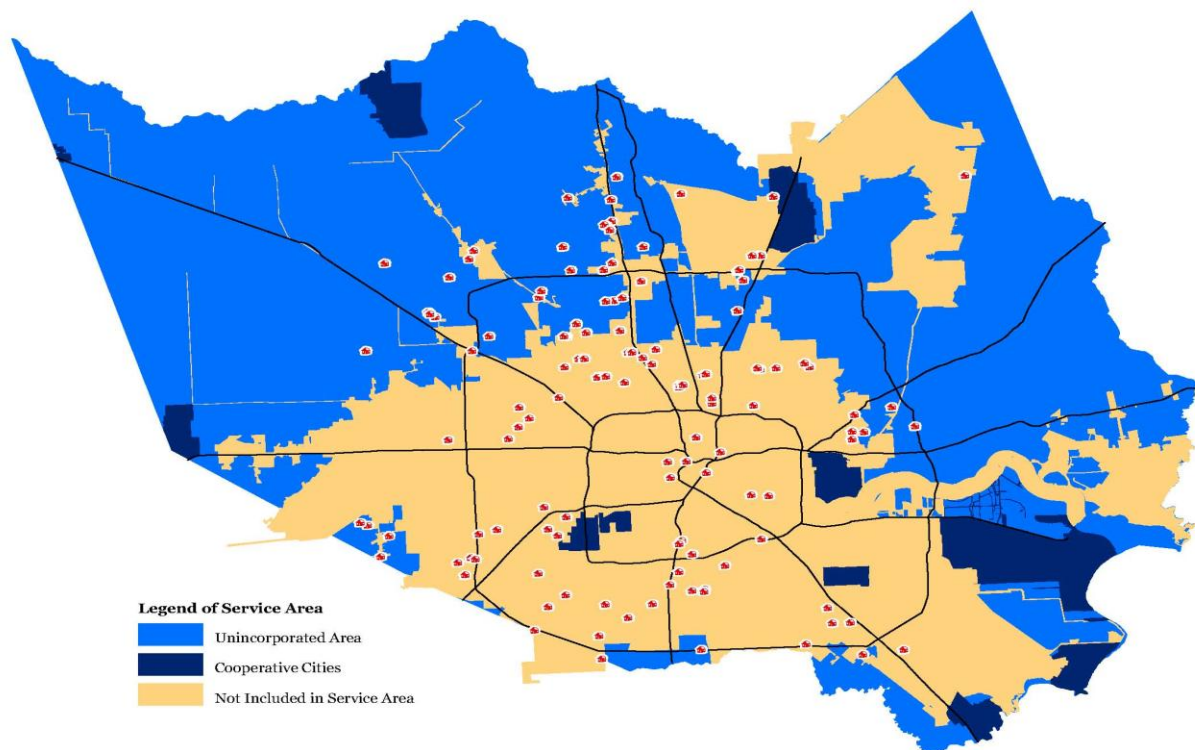 Legend of Service Area
Unincorporated Area
Cooperative Cities
Not Included in Service Area